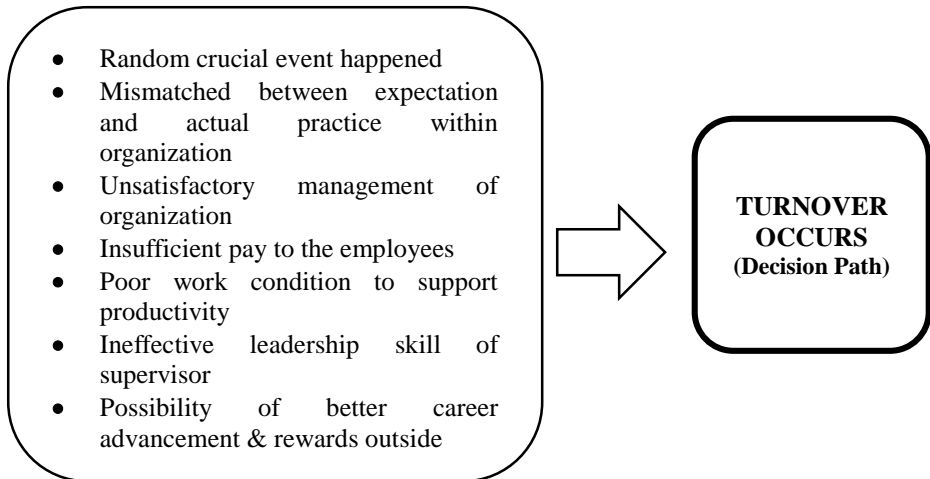 ● Random crucial event happened
● Mismatched between expectation
and actual practice within
organization
● Unsatisfactory management of
organization
● Insufficient pay to the employees
● Poor work condition to support
productivity
● Ineffective leadership skill of
supervisor
● Possibility of better career
advancement & rewards outside
TURNOVER
OCCURS
(Decision Path)